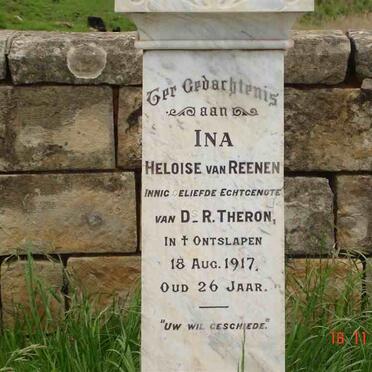 Ter Gedachtenis
aan
INA
HELOISE VAN REENEN
INNIG GELIEFDE ECHTGENOTE
VAN DR R. THERON,
IN † ONTSLAPEN
18 AUG. 1917.
OUD 26 JAAR.
"UW WIL GESCHIEDE."
18 11